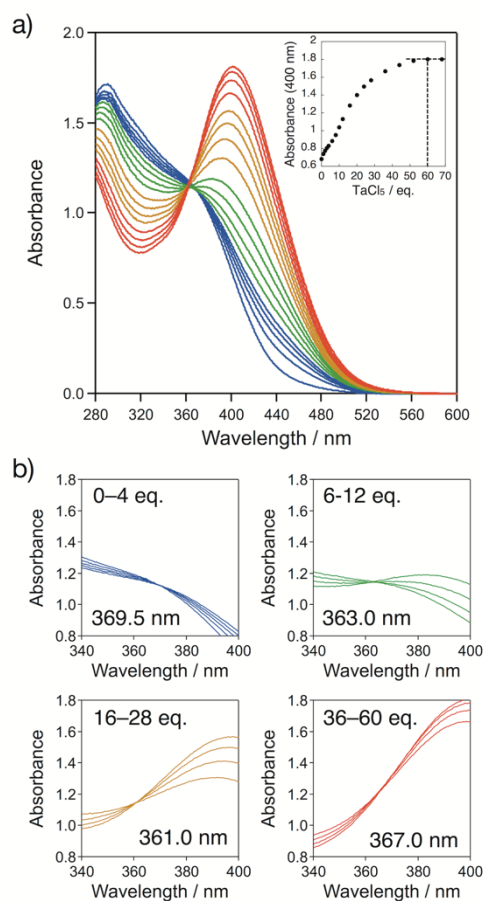 a)
2.0
1.5
1.0
0.5
0.0
Absorbance
280 320 360 400 440 480 520 560 600
Wavelength / nm
1.8
1.6
1.4
1.2
1.0
0.8
0.6
Absorbance (400 nm)
0 10 20 30 40 50 60 70
TaCl5 / eq.
b)
1.8
1.6
1.4
1.2
1.0
0.8
Absorbance
0–4 eq.
369.5 nm
340 360 380 400
Wavelength / nm
1.8
1.6
1.4
1.2
1.0
0.8
Absorbance
6-12 eq.
363.0 nm
340 360 380 400
Wavelength / nm
1.8
1.6
1.4
1.2
1.0
0.8
Absorbance
16–28 eq.
361.0 nm
340 360 380 400
Wavelength / nm
1.8
1.6
1.4
1.2
1.0
0.8
Absorbance
36–60 eq.
367.0 nm
340 360 380 400
Wavelength / nm